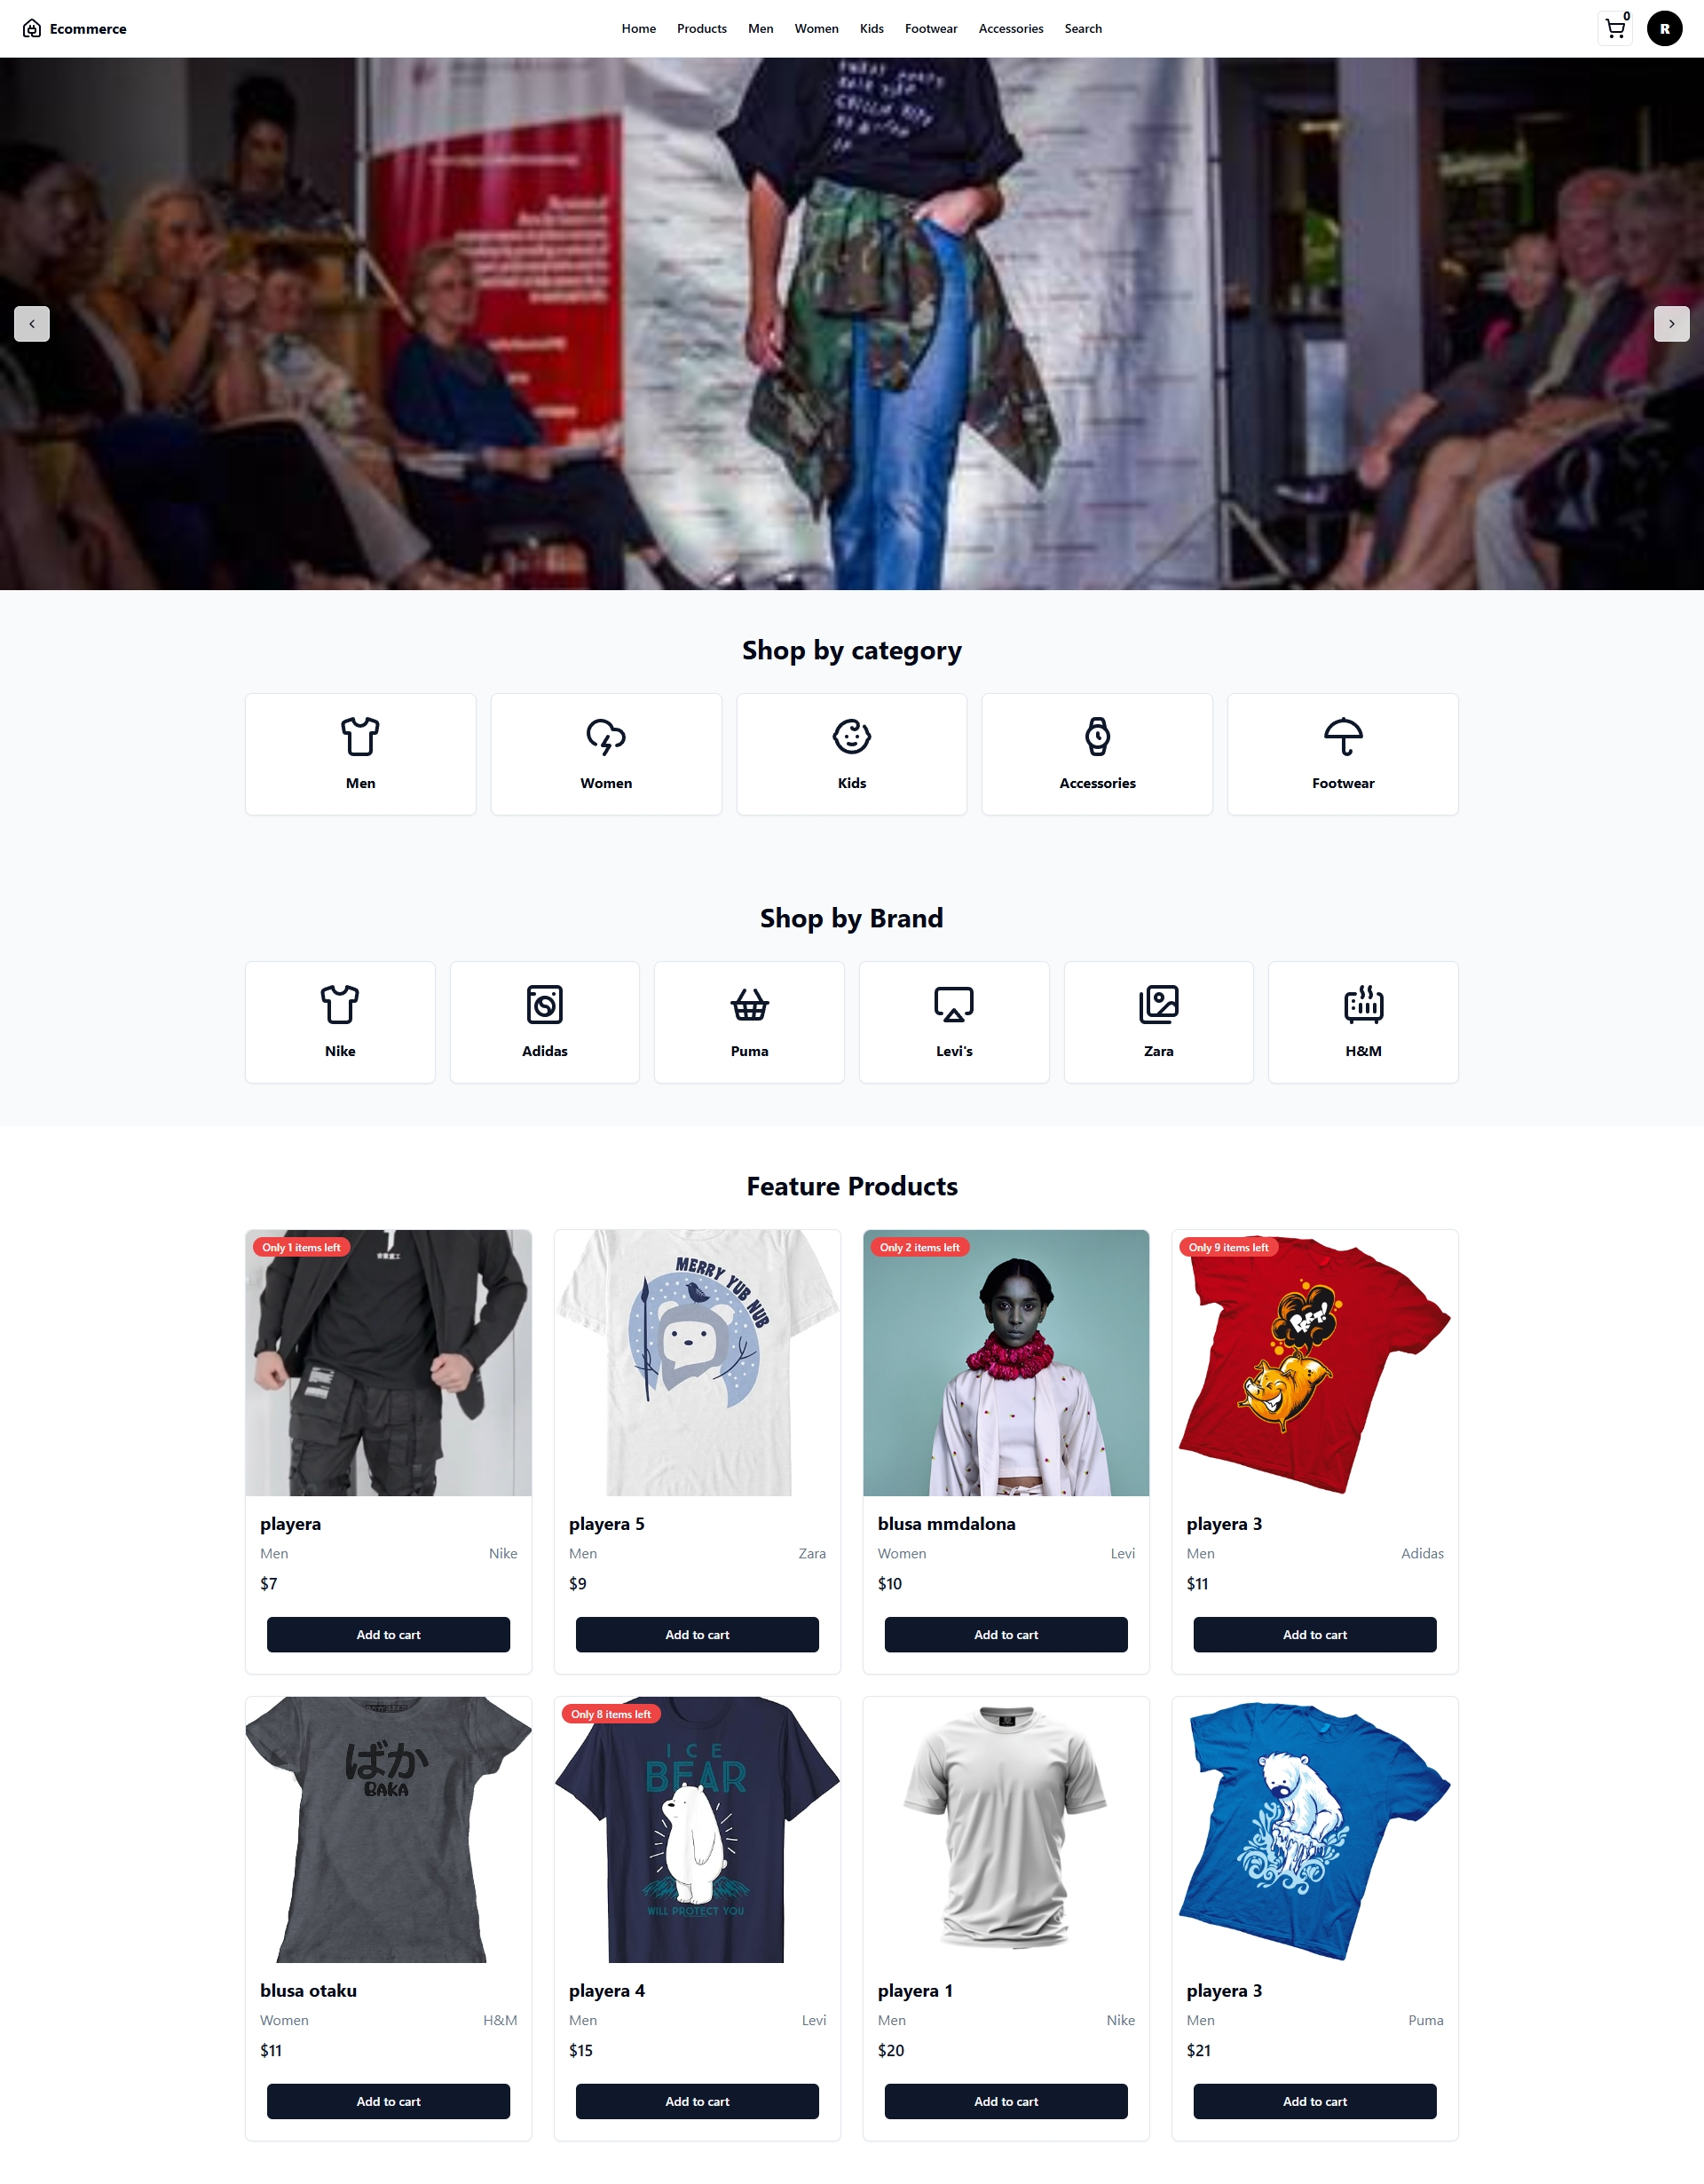 Ecommerce
Home Products Men Women Kids Footwear Accessories Search
0
R
Shop by category
Men Women Kids Accessories Footwear
Shop by Brand
Nike Adidas Puma Levi's Zara H&M
Feature Products
Only 1 items left
Only 2 items left
Only 9 items left
MERRY YUB NUB
playera
Men Nike
$7
Add to cart
playera 5
Men Zara
$9
Add to cart
blusa mmdalona
Women Levi
$10
Add to cart
playera 3
Men Adidas
$11
Add to cart
ばか
BAKA
Only 8 items left
ICE
BEAR
WILL PROTECT YOU
blusa otaku
Women H&M
$11
Add to cart
playera 4
Men Levi
$15
Add to cart
playera 1
Men Nike
$20
Add to cart
playera 3
Men Puma
$21
Add to cart